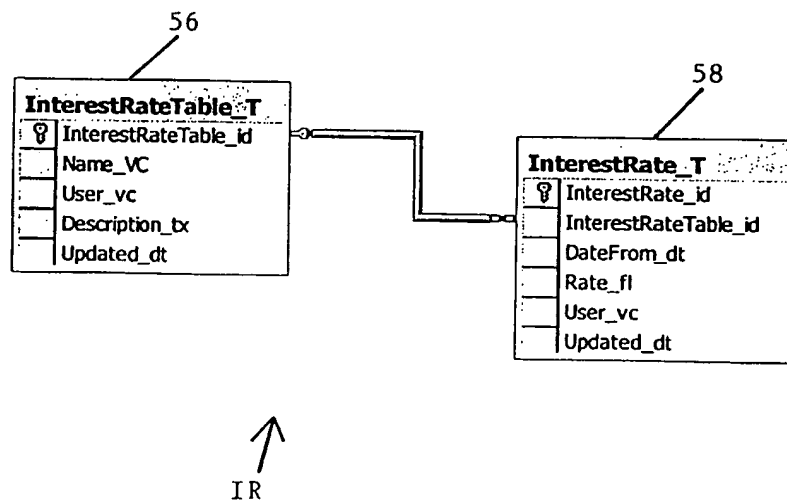 56
InterestRateTable_T
InterestRateTable_id
Name_VC
User_vc
Description_tx
Updated_dt
58
InterestRate_T
InterestRate_id
InterestRateTable_id
DateFrom_dt
Rate_fl
User_vc
Updated_dt
IR